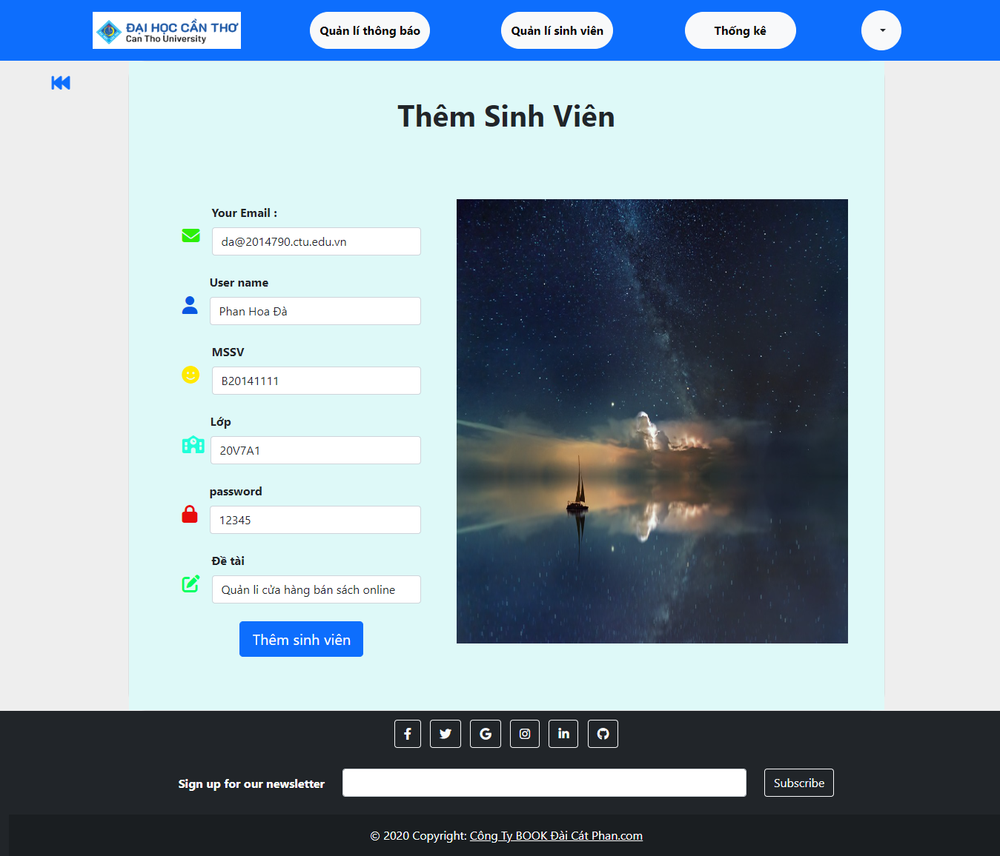 ĐẠI HỌC CẦN THƠ
Can Tho University
Quản lí thông báo
Quản lí sinh viên
Thống kê
Thêm Sinh Viên
Your Email :
da@2014790.ctu.edu.vn
User name
Phan Hoa Đà
MSSV
B20141111
Lớp
20V7A1
password
12345
Đề tài
Quản li cửa hàng bán sách online
Thêm sinh viên
Sign up for our newsletter
Subscribe
© 2020 Copyright: Công Ty BOOK Đài Cát Phan.com